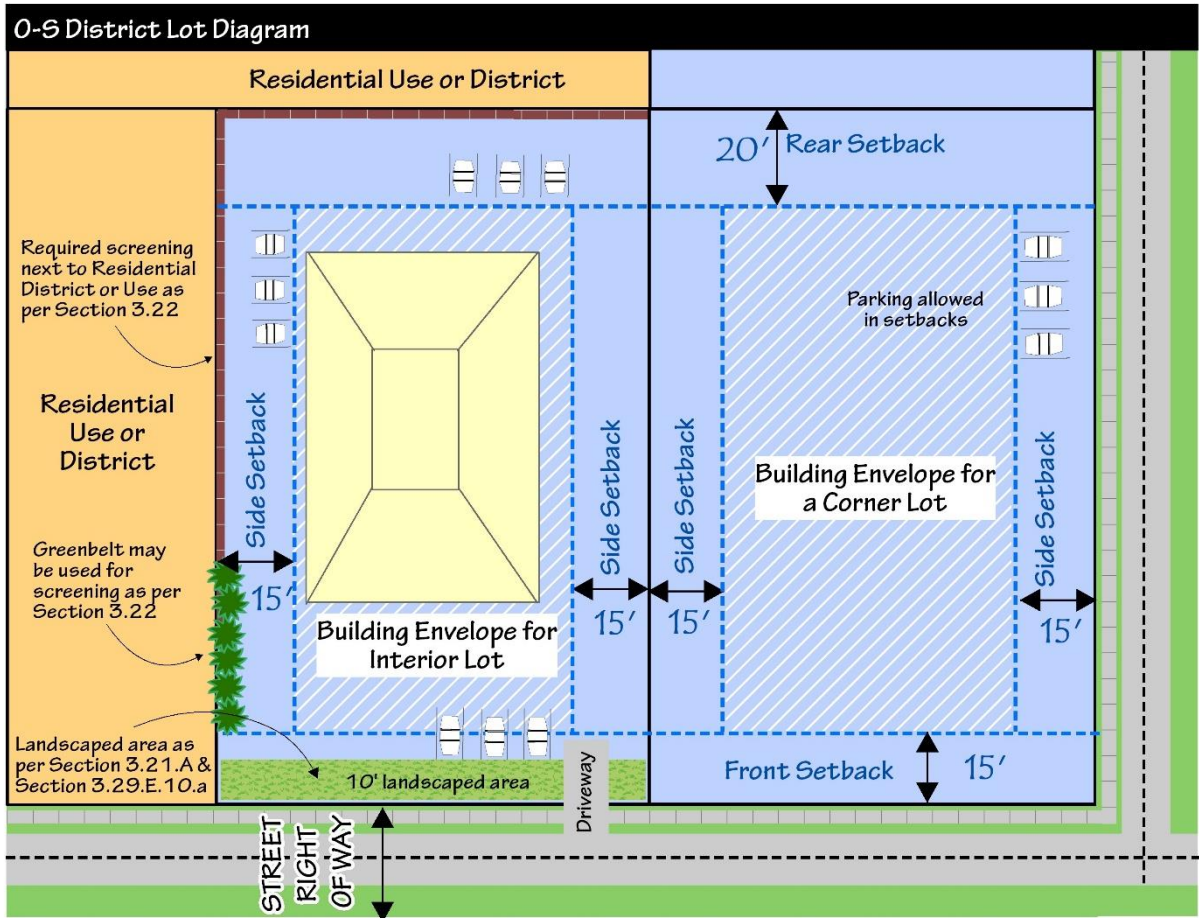 O-S District Lot Diagram
Residential Use or District
20'
Rear Setback
Required screening
next to Residential
District or Use as
per Section 3.22
Parking allowed
in setbacks
Residential
Use or
District
Side Setback
Side Setback
Side Setback
Side Setback
Building Envelope for
a Corner Lot
Greenbelt may
be used for
screening as per
Section 3.22
15'
15'
15'
15'
Building Envelope for
Interior Lot
Landscaped area as
per Section 3.21.A &
Section 3.29.E.10.a
10' landscaped area
Driveway
Front Setback
15'
STREET
RIGHT
OF WAY